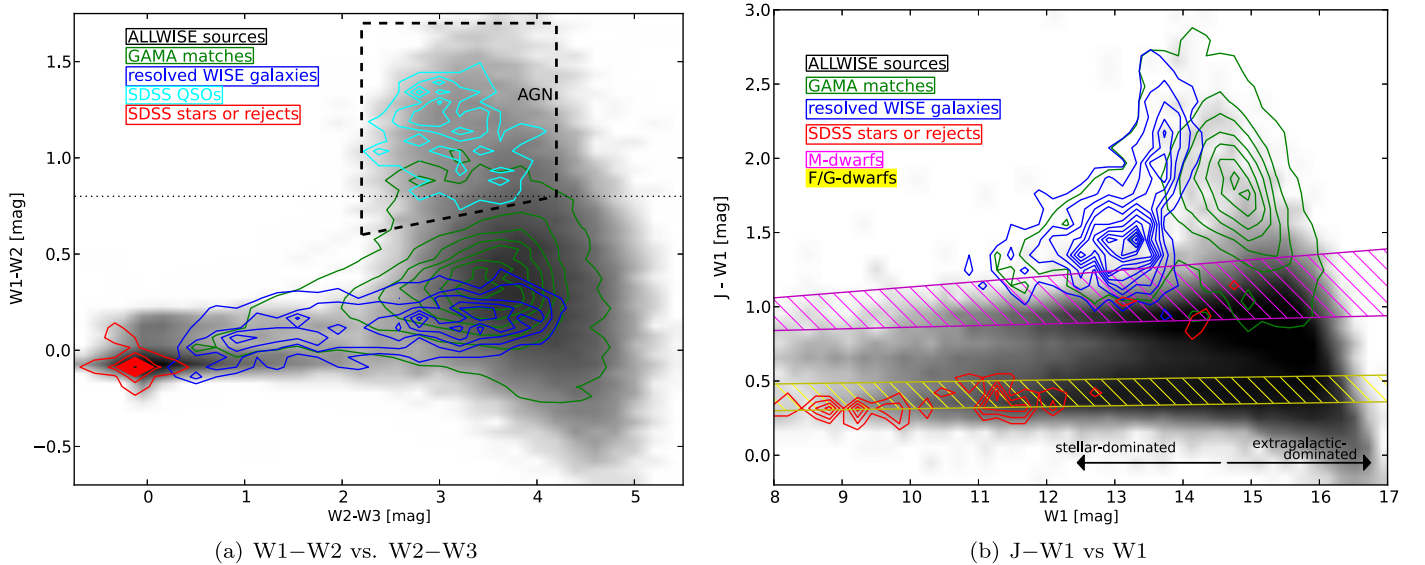 ALLWISE sources
GAMA matches
resolved WISE galaxies
SDSS QSOs
SDSS stars or rejects
AGN
1.5
1.0
0.5
0.0
−0.5
W1-W2 [mag]
0
1
2
3
4
5
W2-W3 [mag]
(a) W1−W2 vs. W2−W3
ALLWISE sources
GAMA matches
resolved WISE galaxies
SDSS stars or rejects
M-dwarfs
F/G-dwarfs
3.0
2.5
2.0
1.5
1.0
0.5
0.0
J - W1 [mag]
stellar-dominated
extragalactic-
dominated
8
9
10
11
12
13
14
15
16
17
W1 [mag]
(b) J−W1 vs W1